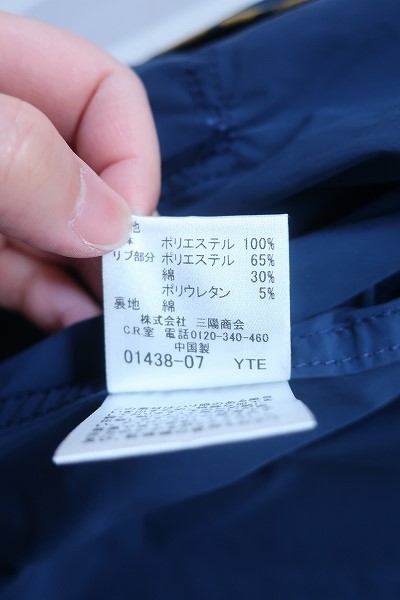 地
ポリエステル 100%
リブ部分 ポリエステル 65%
綿 30%
ポリウレタン 5%
裏地 綿
株式会社 三陽商会
C.R室 電話0120-340-460
中国製
01438-07 YTE